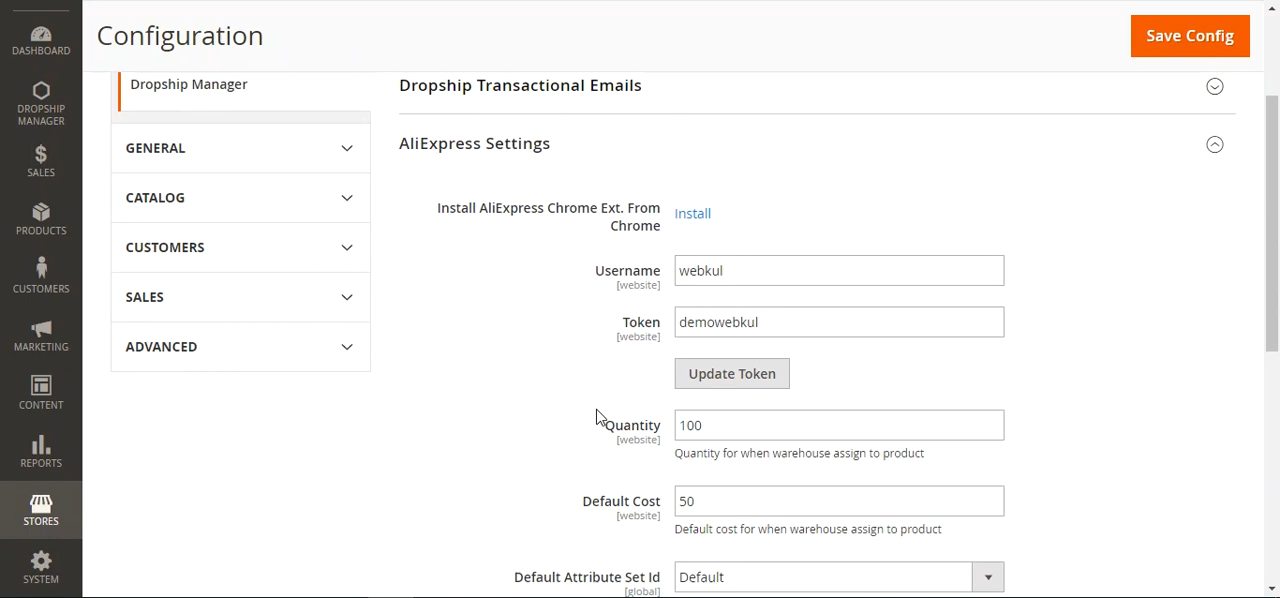 Configuration
Save Config
DASHBOARD
DROPSHIP
MANAGER
SALES
PRODUCTS
CUSTOMERS
MARKETING
CONTENT
REPORTS
STORES
SYSTEM
Dropship Manager
GENERAL
CATALOG
CUSTOMERS
SALES
ADVANCED
Dropship Transactional Emails
AliExpress Settings
Install AliExpress Chrome Ext. From
Chrome
Install
Username
[website]
webkul
Token
[website]
demowebkul
Update Token
Quantity
[website]
100
Quantity for when warehouse assign to product
Default Cost
[website]
50
Default cost for when warehouse assign to product
Default Attribute Set Id
[global]
Default